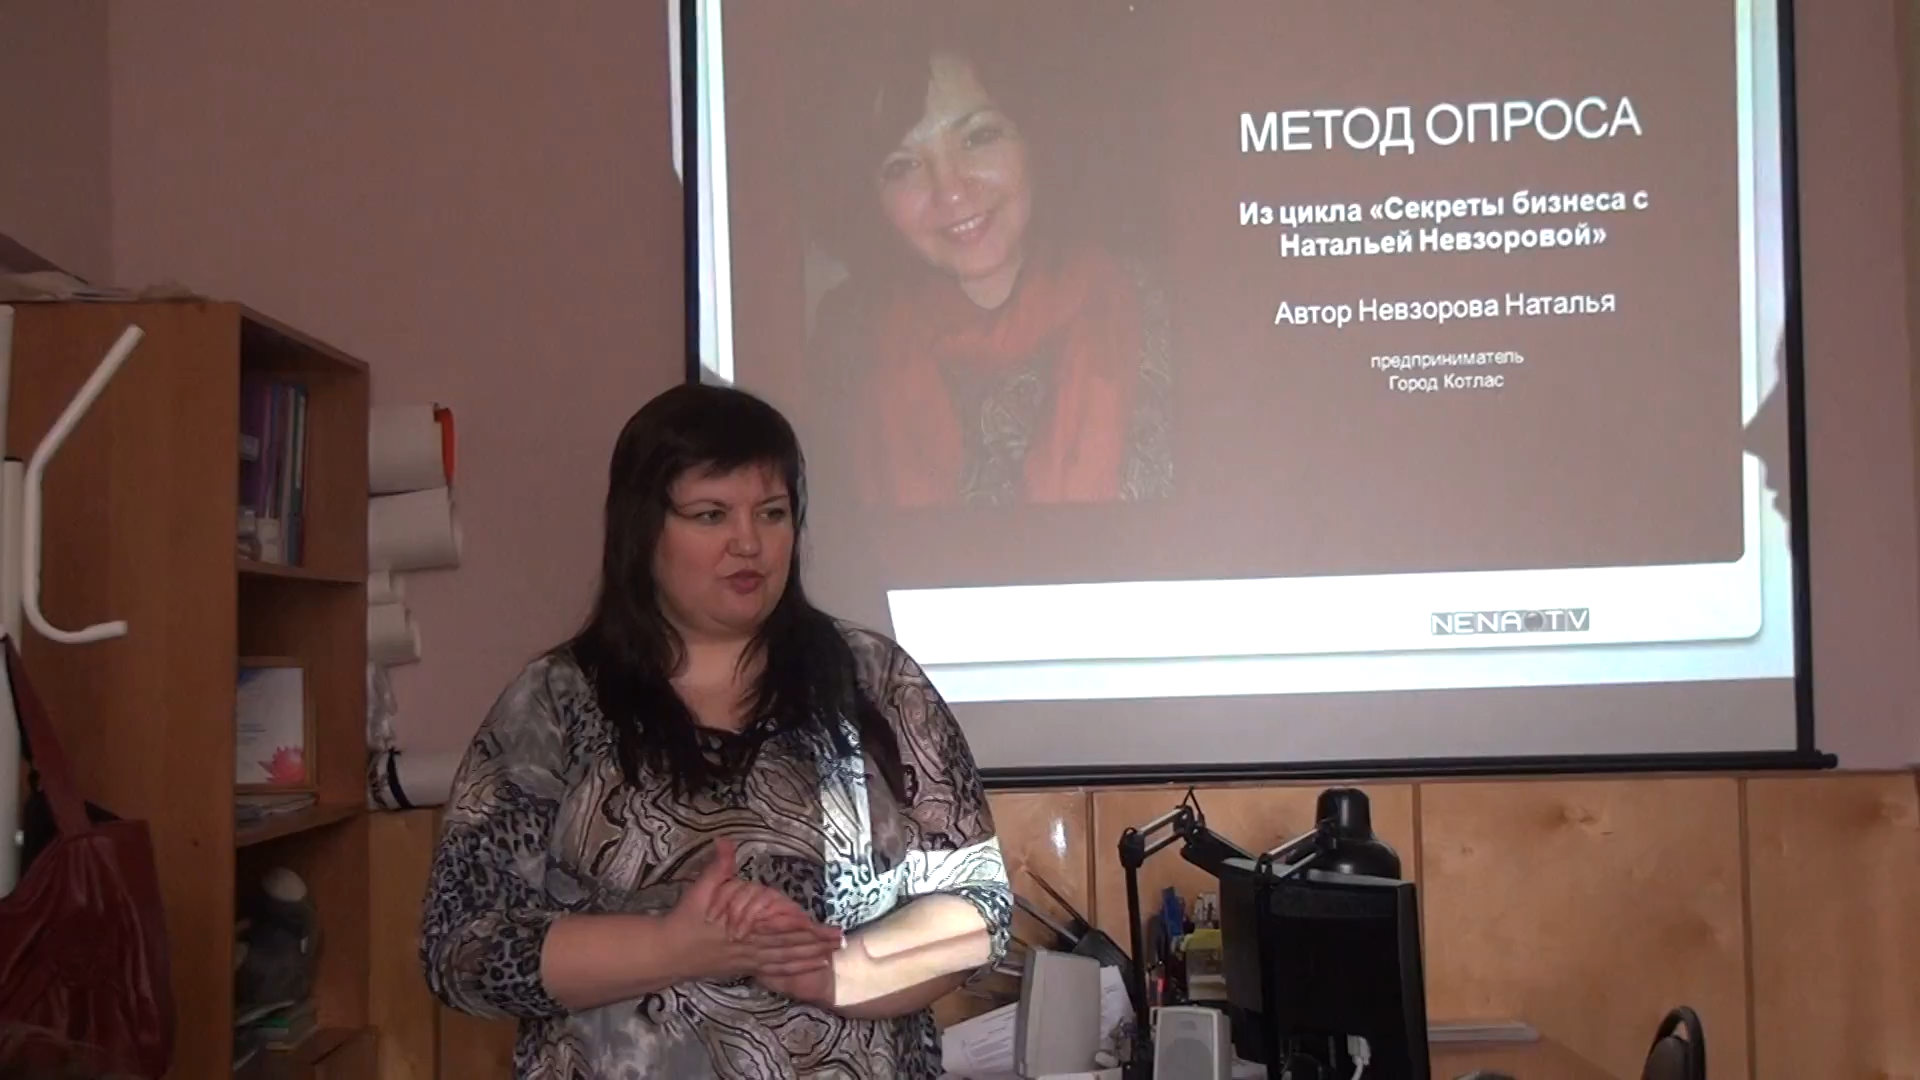 МЕТОД ОПРОСА
Из цикла «Секреты бизнеса с
Натальей Невзоровой»
Автор Невзорова Наталья
предприниматель
Город Котлас
NENA TV